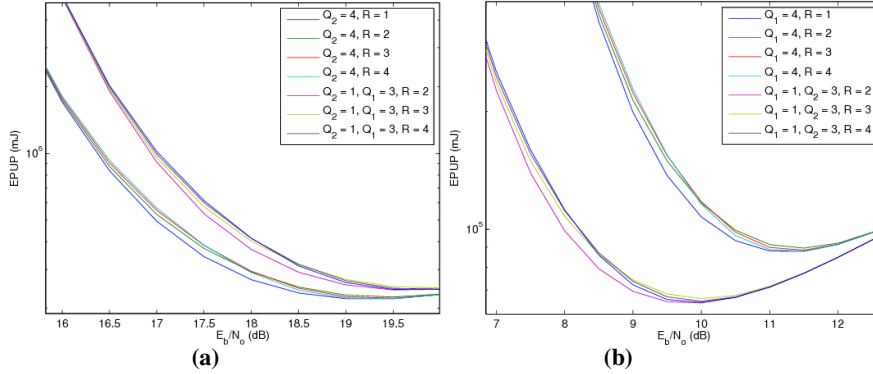 Q2 = 4, R = 1
Q2 = 4, R = 2
Q2 = 4, R = 3
Q2 = 4, R = 4
Q2 = 1, Q1 = 3, R = 2
Q2 = 1, Q1 = 3, R = 3
Q2 = 1, Q1 = 3, R = 4
EPUP (mJ)
10^6
16 16.5 17 17.5 18 18.5 19 19.5
Eb/No (dB)
(a)
Q1 = 4, R = 1
Q1 = 4, R = 2
Q1 = 4, R = 3
Q1 = 4, R = 4
Q1 = 1, Q2 = 3, R = 2
Q1 = 1, Q2 = 3, R = 3
Q1 = 1, Q2 = 3, R = 4
EPUP (mJ)
10^5
7 8 9 10 11 12
Eb/No (dB)
(b)